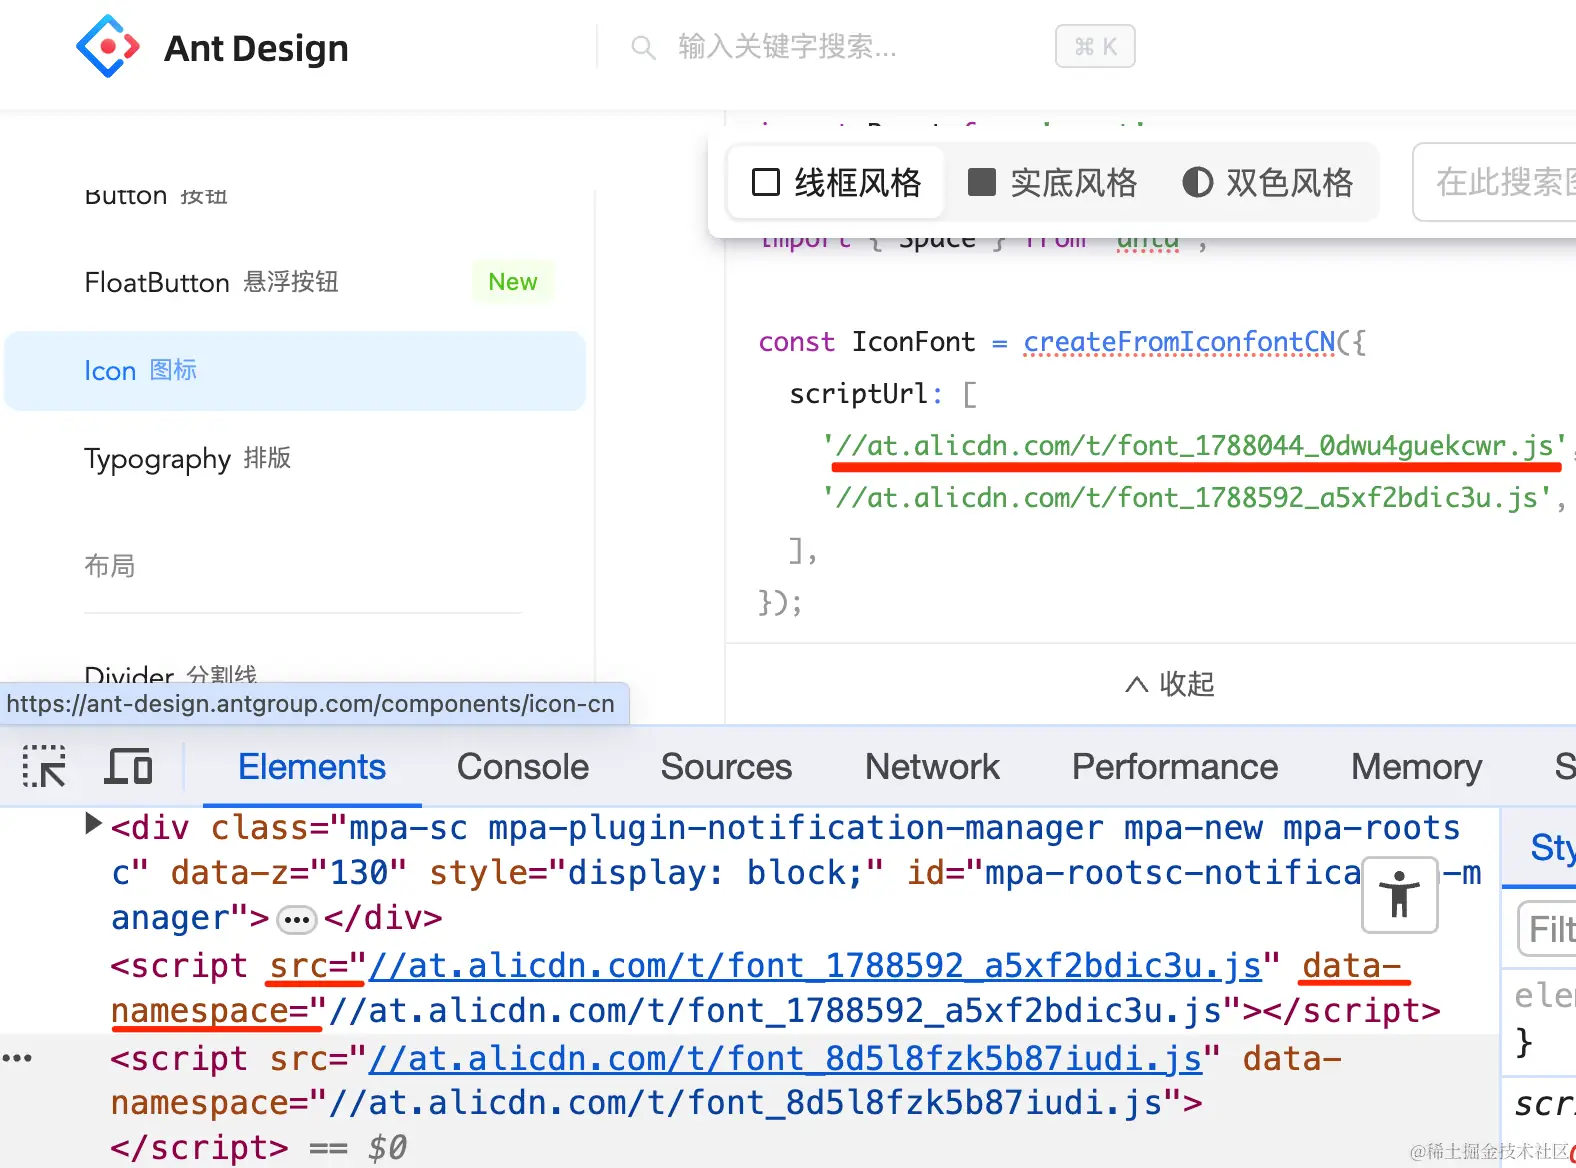 Ant Design
输入关键字搜索...
⌘ K
Button 按钮
FloatButton 悬浮按钮
New
Icon 图标
Typography 排版
布局
Divider 分割线
https://ant-design.antgroup.com/components/icon-cn
线框风格
实底风格
双色风格
在此搜索图
import { Space } from 'antd';
const IconFont = createFromIconfontCN({
scriptUrl: [
'//at.alicdn.com/t/font_1788044_0dwu4guekcwr.js',
'//at.alicdn.com/t/font_1788592_a5xf2bdic3u.js',
],
});
收起
Elements
Console
Sources
Network
Performance
Memory
S
<div class="mpa-sc mpa-plugin-notification-manager mpa-new mpa-roots
c" data-z="130" style="display: block;" id="mpa-rootsc-notifica -m
anager">
</div>
<script src="//at.alicdn.com/t/font_1788592_a5xf2bdic3u.js" data-
namespace="//at.alicdn.com/t/font_1788592_a5xf2bdic3u.js"></script>
<script src="//at.alicdn.com/t/font_8d5l8fzk5b87iudi.js" data-
namespace="//at.alicdn.com/t/font_8d5l8fzk5b87iudi.js">
</script> == $0
Sty
Filt
elem
}
scri
@稀土掘金技术社区